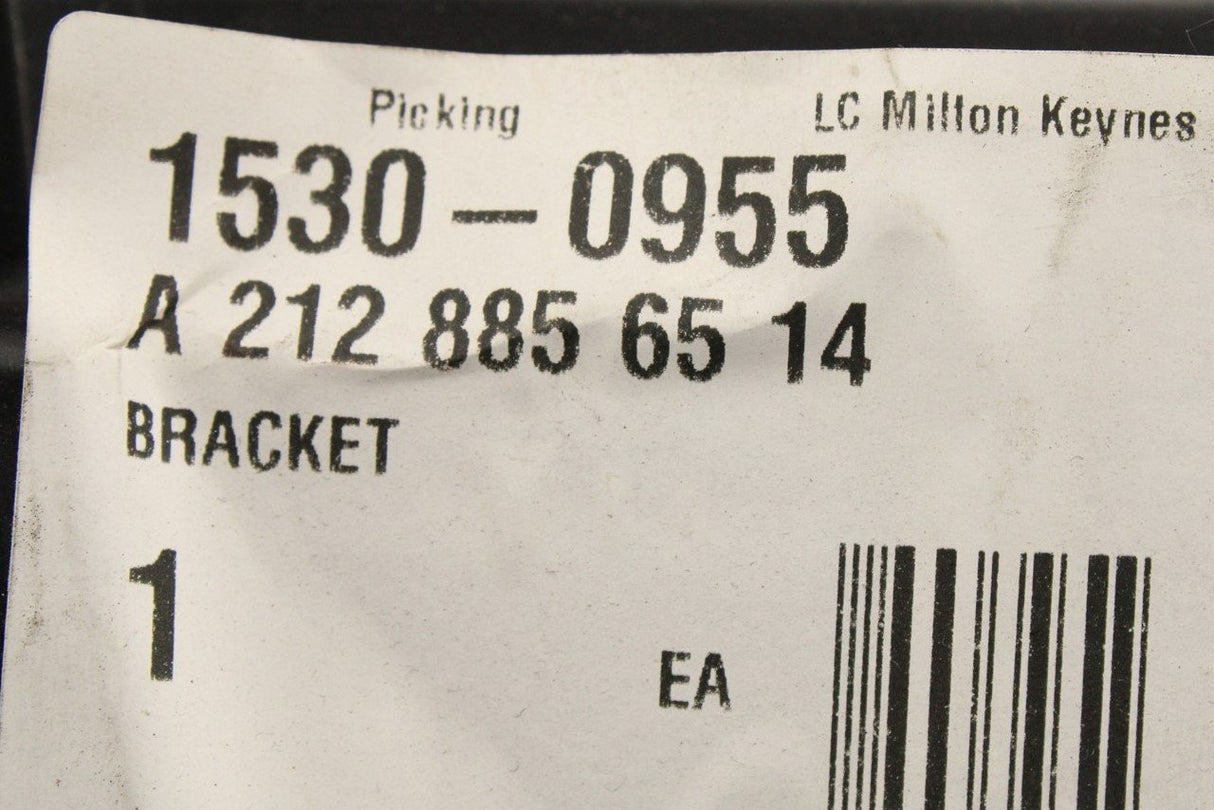 Picking LC Milton Keynes
1530 — 0955
A 212 885 65 14
BRACKET
1
EA